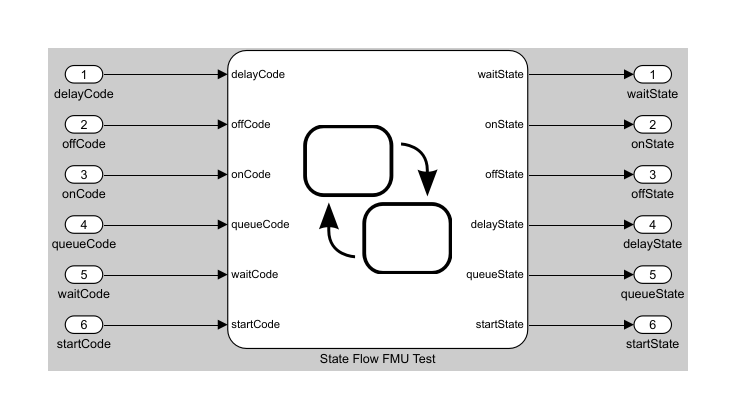 1
delayCode
2
offCode
3
onCode
4
queueCode
5
waitCode
6
startCode
delayCode
offCode
onCode
queueCode
waitCode
startCode
waitState
onState
offState
delayState
queueState
startState
State Flow FMU Test
1
waitState
2
onState
3
offState
4
delayState
5
queueState
6
startState